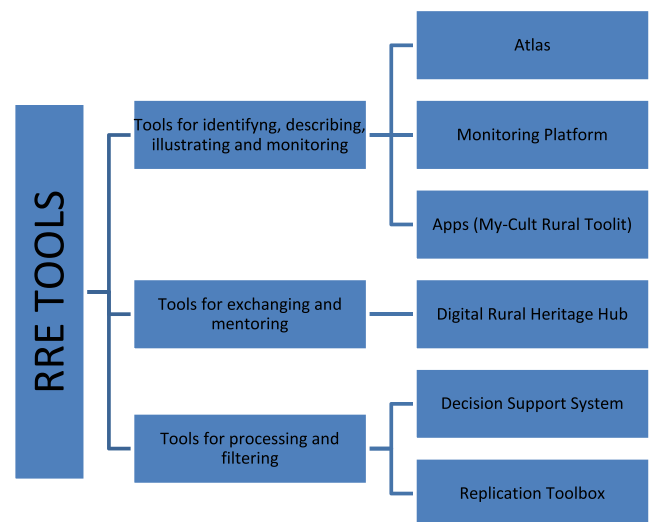 RRE TOOLS
Tools for identifyng, describing,
illustrating and monitoring
Atlas
Monitoring Platform
Apps (My-Cult Rural Toolit)
Tools for exchanging and
mentoring
Digital Rural Heritage Hub
Tools for processing and
filtering
Decision Support System
Replication Toolbox